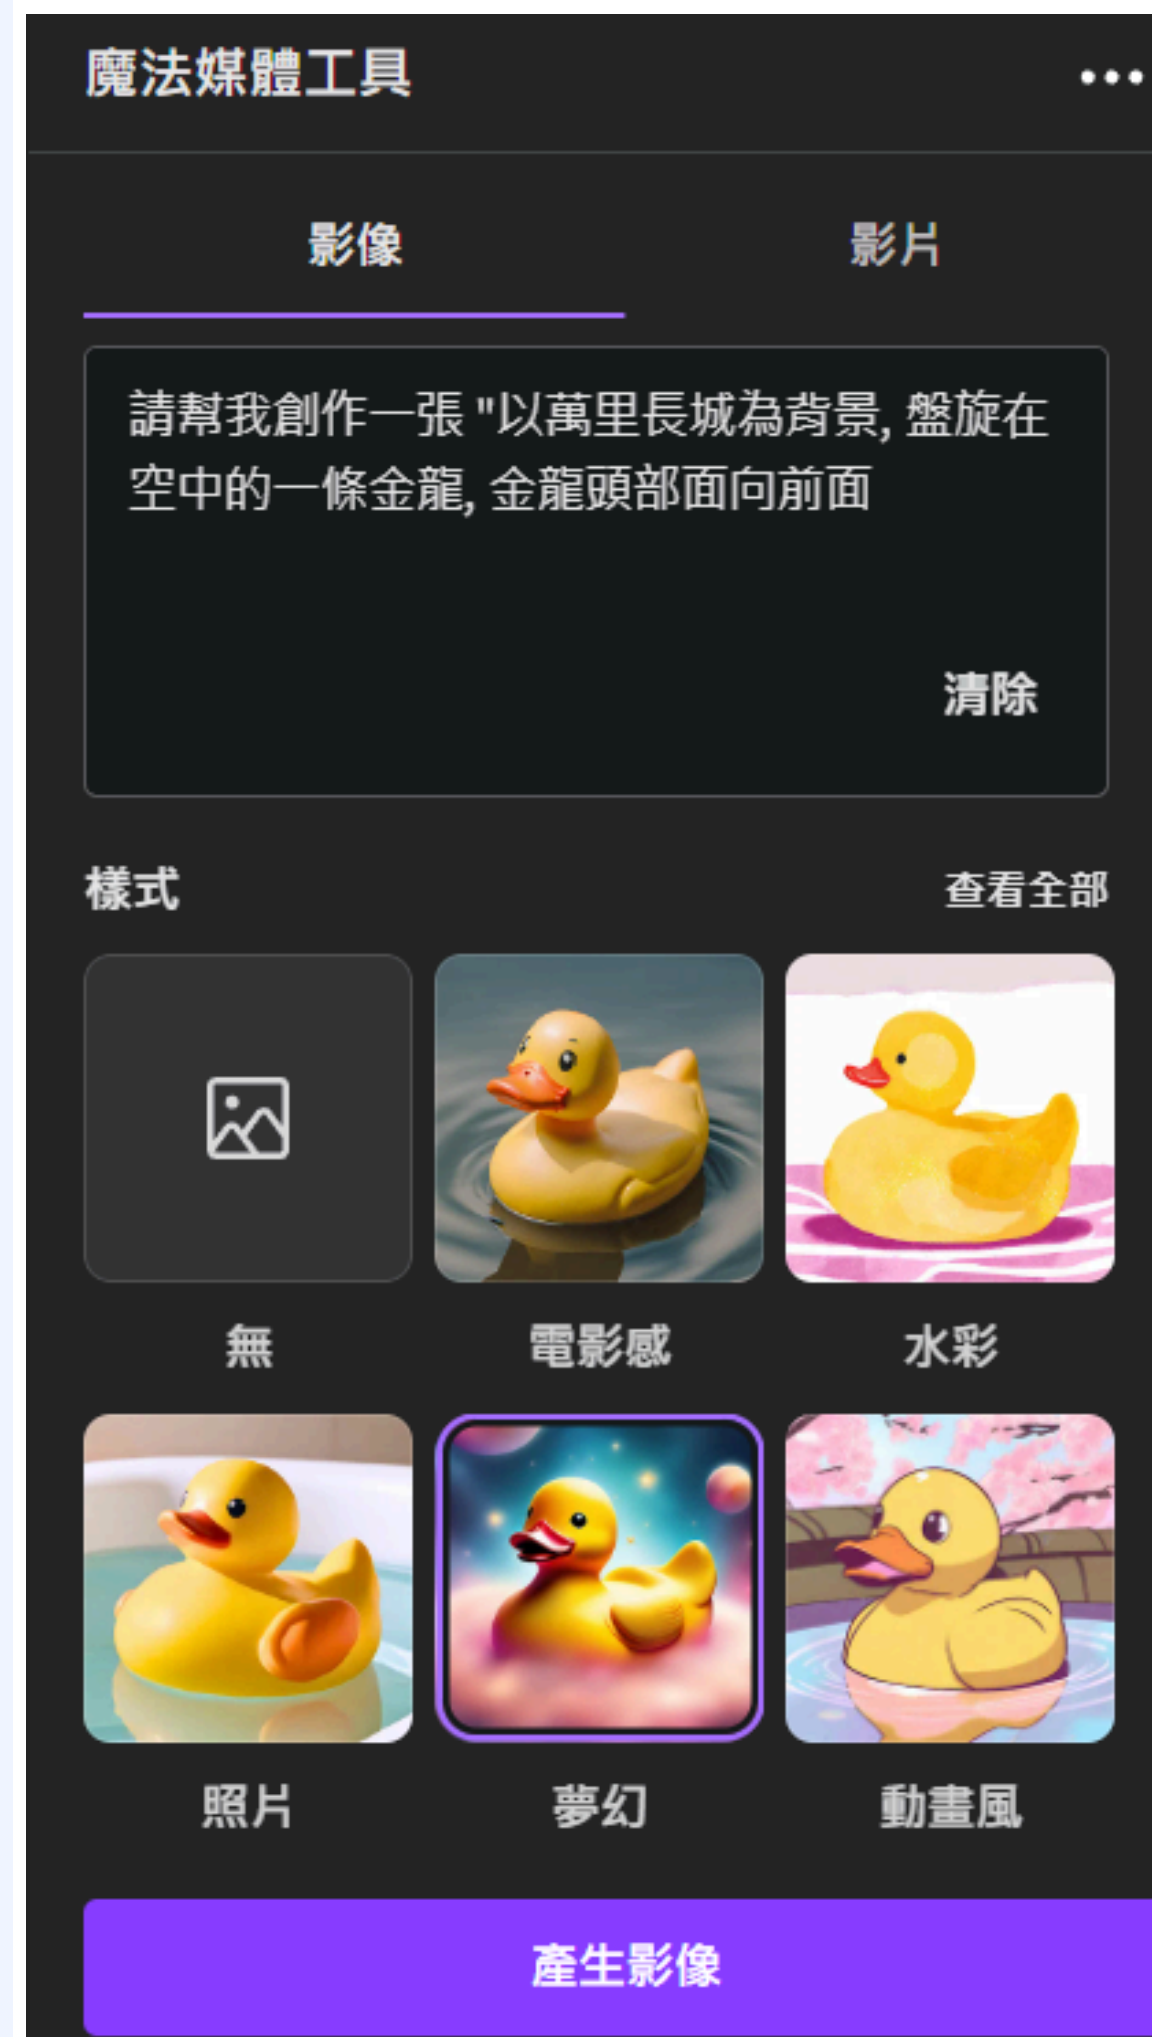 魔法媒體工具
影像
影片
請幫我創作一張 "以萬里長城為背景, 盤旋在
空中的一條金龍, 金龍頭部面向前面
清除
樣式
查看全部
無
電影感
水彩
照片
夢幻
動畫風
產生影像